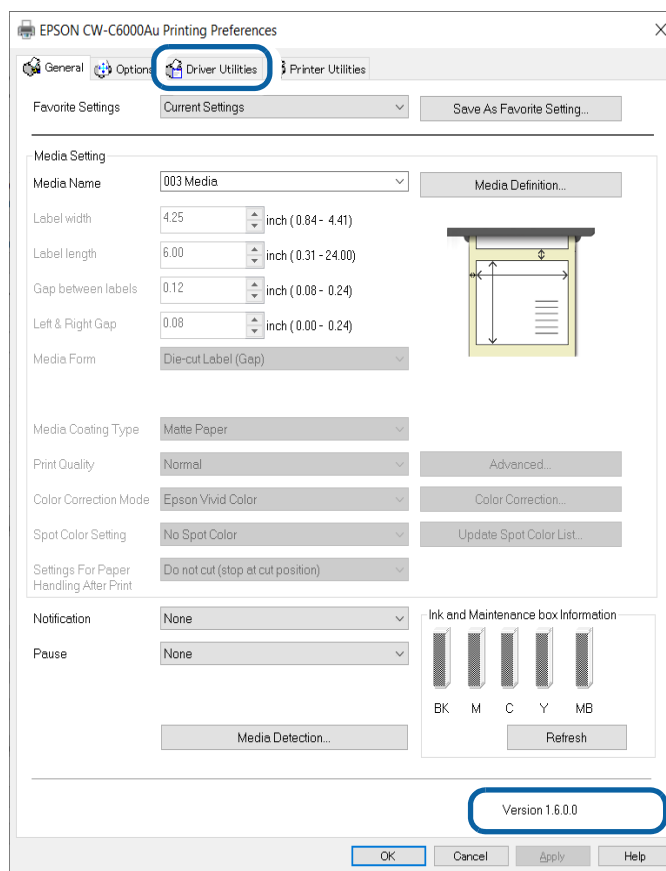 EPSON CW-C6000Au Printing Preferences
General Options Driver Utilities Printer Utilities
Favorite Settings Current Settings Save As Favorite Setting...
Media Setting
Media Name 003 Media Media Definition...
Label width 4.25 inch ( 0.84 - 4.41)
Label length 6.00 inch ( 0.31 - 24.00)
Gap between labels 0.12 inch ( 0.08 - 0.24)
Left & Right Gap 0.08 inch ( 0.00 - 0.24)
Media Form Die-cut Label (Gap)
Media Coating Type Matte Paper
Print Quality Normal Advanced...
Color Correction Mode Epson Vivid Color Color Correction...
Spot Color Setting No Spot Color Update Spot Color List...
Settings For Paper Do not cut (stop at cut position)
Handling After Print
Notification None Ink and Maintenance box Information
Pause None
BK M C Y MB
Media Detection... Refresh
Version 1.6.0.0
OK Cancel Apply Help